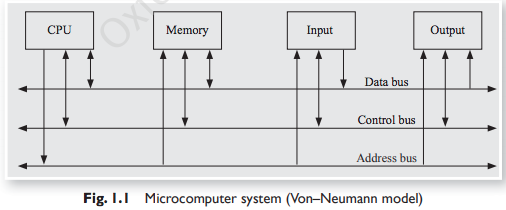 CPU
Memory
Input
Output
Data bus
Control bus
Address bus
Fig. 1.1 Microcomputer system (Von–Neumann model)